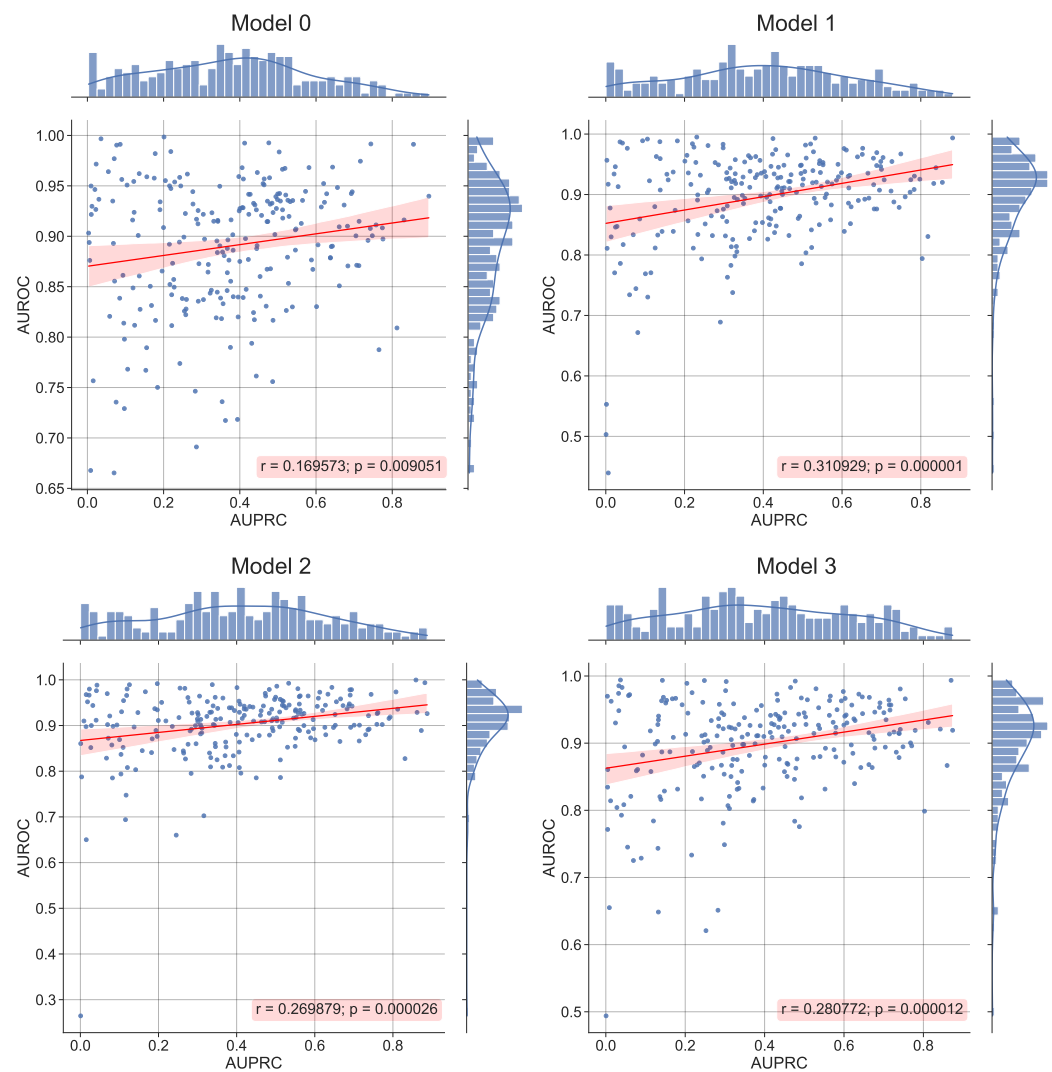 Model 0
Model 1
1.00
0.95
0.90
0.85
0.80
0.75
0.70
0.65
AUROC
r = 0.169573; p = 0.009051
0.0 0.2 0.4 0.6 0.8
AUPRC
1.0
0.9
0.8
0.7
0.6
0.5
AUROC
r = 0.310929; p = 0.000001
0.0 0.2 0.4 0.6 0.8
AUPRC
Model 2
Model 3
1.0
0.9
0.8
0.7
0.6
0.5
0.4
0.3
AUROC
r = 0.269879; p = 0.000026
0.0 0.2 0.4 0.6 0.8
AUPRC
1.0
0.9
0.8
0.7
0.6
0.5
AUROC
r = 0.280772; p = 0.000012
0.0 0.2 0.4 0.6 0.8
AUPRC